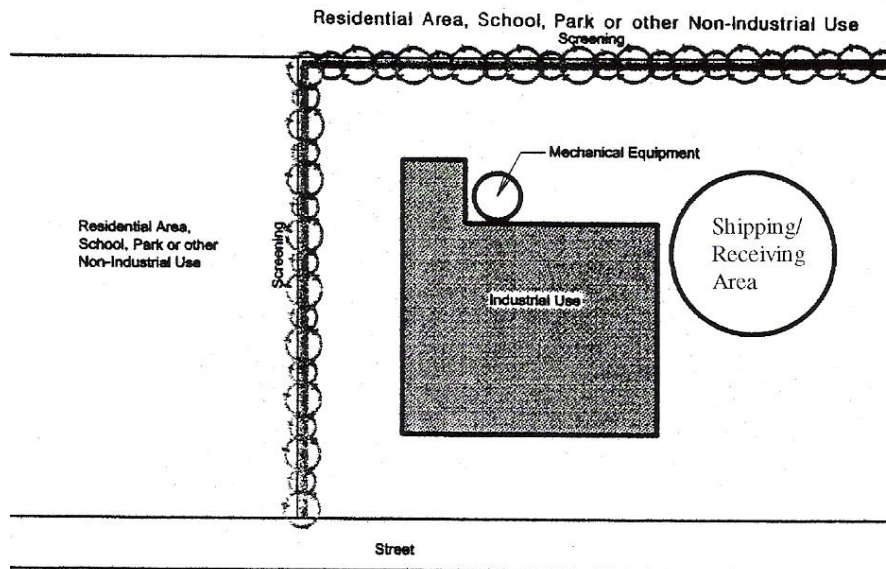 Residential Area, School, Park or other Non-Industrial Use
Screening
Mechanical Equipment
Residential Area,
School, Park or other
Non-Industrial Use
Screening
Shipping/
Receiving
Area
Industrial Use
Street